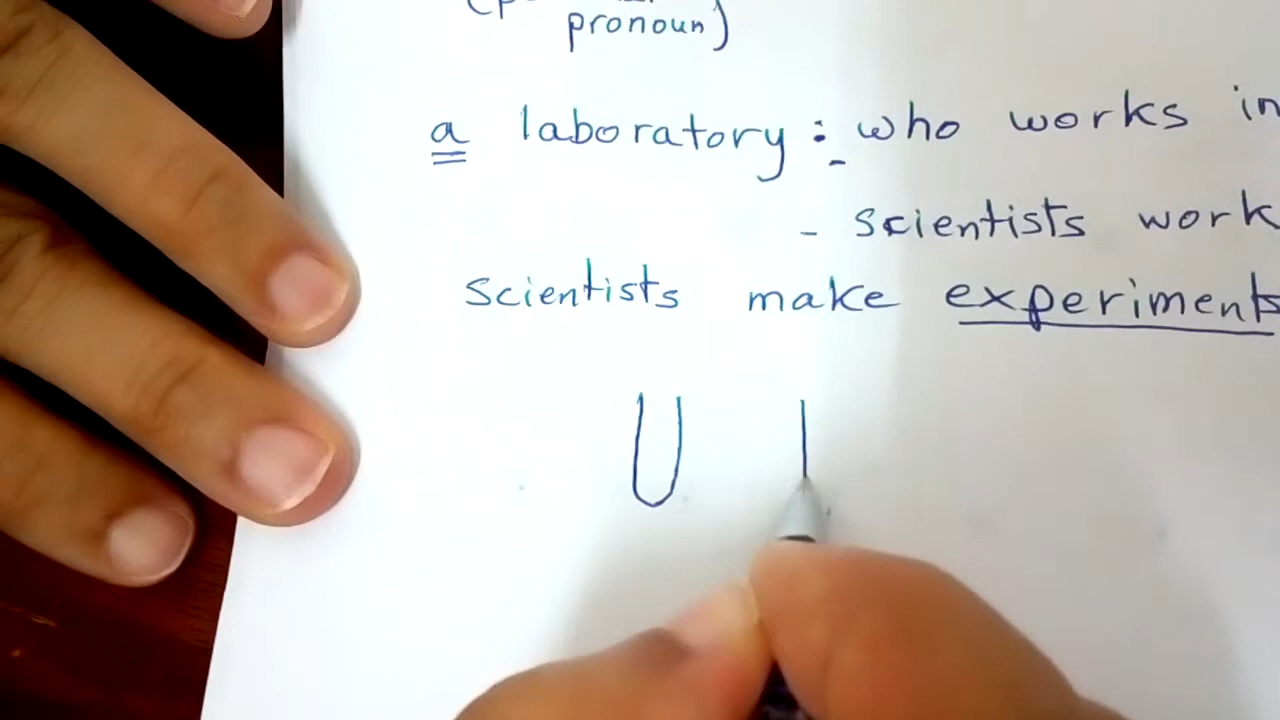 pronoun)
a laboratory : who works in
- scientists work
scientists make experiments